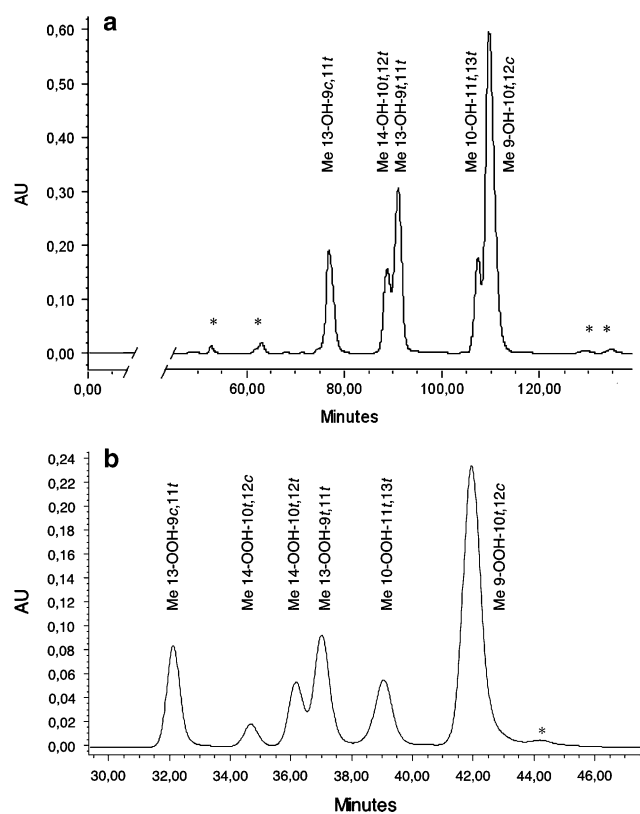 a
0,60
0,50
0,40
0,30
0,20
0,10
0,00
AU
Me 13-OH-9c,11t
Me 14-OH-10t,12t
Me 13-OH-9t,11t
Me 10-OH-11t,13t
Me 9-OH-10t,12c
* * * *
0,00 60,00 80,00 100,00 120,00
Minutes
b
0,24
0,22
0,20
0,18
0,16
0,14
0,12
0,10
0,08
0,06
0,04
0,02
0,00
AU
Me 13-OOH-9c,11t
Me 14-OOH-10t,12c
Me 14-OOH-10t,12t
Me 13-OOH-9t,11t
Me 10-OOH-11t,13t
Me 9-OOH-10t,12c
*
30,00 32,00 34,00 36,00 38,00 40,00 42,00 44,00 46,00
Minutes